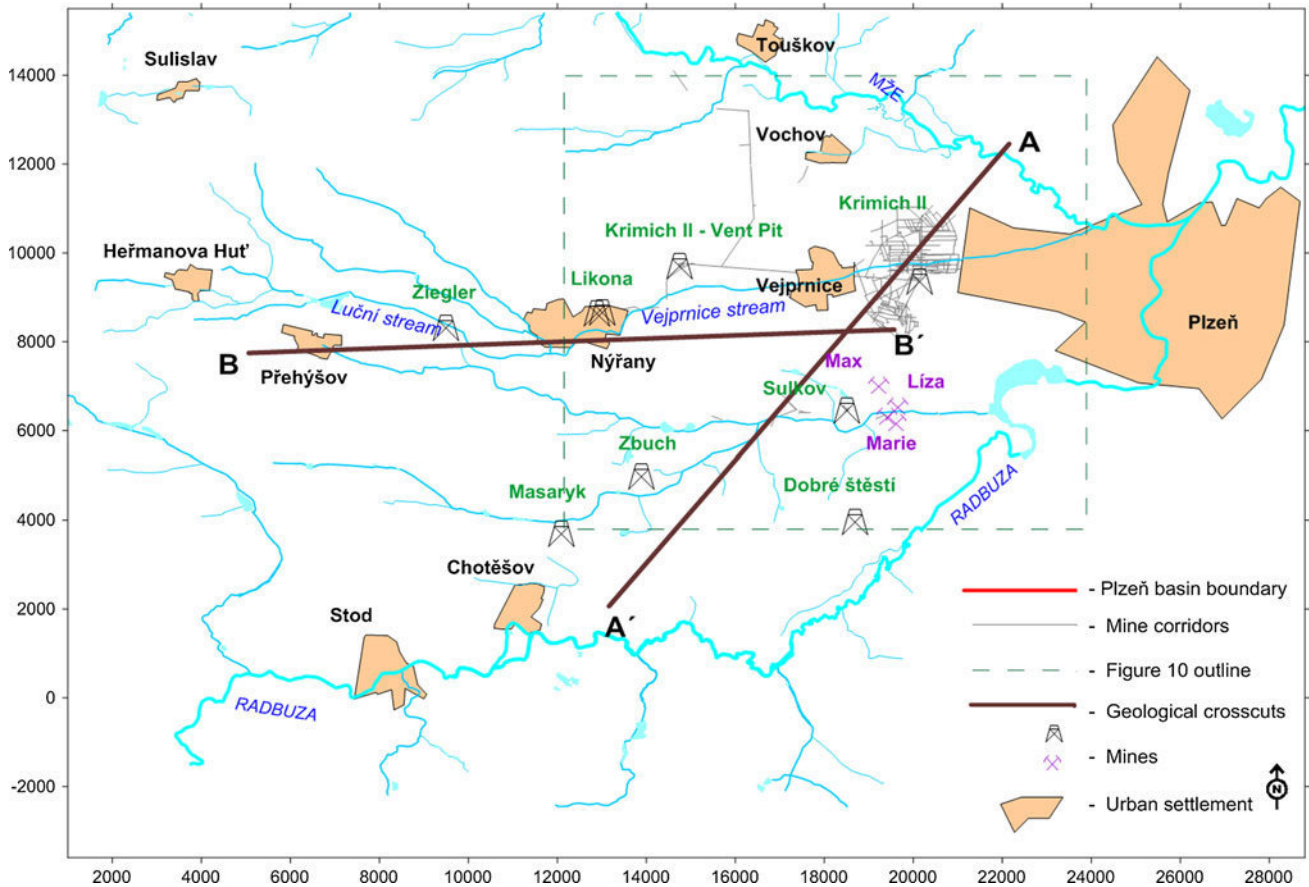 Sulislav
Touškov
14000
MŽE
Vochov
A
12000
Krimich II
Krimich II - Vent Pit
10000
Heřmanova Huť
Ziegler
Likona
Vejprnice
Luční stream
Vejprnice stream
Plzeň
8000
B
B´
Přehýšov
Nýřany
Max
Líza
Sulkov
6000
Zbuch
Marie
Masaryk
Dobré štěstí
RADBUZA
4000
Chotěšov
2000
Stod
A´
0
RADBUZA
-2000
- Plzeň basin boundary
- Mine corridors
- Figure 10 outline
- Geological crosscuts
- Mines
- Urban settlement
N
2000 4000 6000 8000 10000 12000 14000 16000 18000 20000 22000 24000 26000 28000